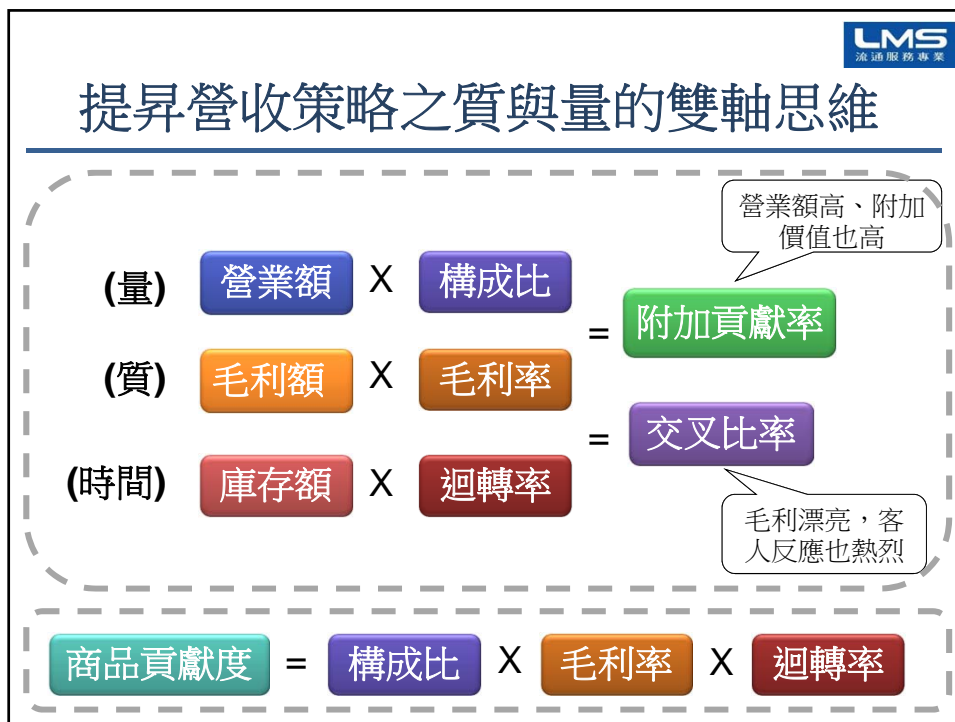 LMS
流通服務專業
提昇營收策略之質與量的雙軸思維
營業額高、附加
價值也高
(量) 營業額 X 構成比
= 附加貢獻率
(質) 毛利額 X 毛利率
= 交叉比率
(時間) 庫存額 X 迴轉率
毛利漂亮，客
人反應也熱烈
商品貢獻度 = 構成比 X 毛利率 X 迴轉率